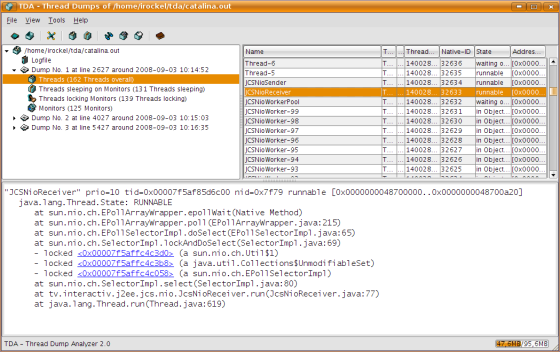 TDA - Thread Dumps of /home/irockel/tda/catalina.out
File View Tools Help
/home/irockel/tda/catalina.out
Logfile
Dump No. 1 at line 2627 around 2008-09-03 10:14:52
Threads (162 Threads overall)
Threads sleeping on Monitors (131 Threads sleeping)
Threads locking Monitors (139 Threads locking)
Monitors (125 Monitors)
Dump No. 2 at line 4027 around 2008-09-03 10:15:03
Dump No. 3 at line 5427 around 2008-09-03 10:16:35
Name T... ... Thread... Native-ID State Addres...
Thread-6 T... ... 140028... 32636 waiting o... [0x0000...
Thread-5 T... ... 140028... 32635 runnable [0x0000...
JCSNioSender T... ... 140028... 32634 runnable [0x0000...
JCSNioReceiver T... ... 140028... 32633 runnable [0x0000...
JCSNioWorkerPool T... ... 140028... 32632 waiting o... [0x0000...
JCSNioWorker-99 T... ... 140028... 32631 in Object... [0x0000...
JCSNioWorker-98 T... ... 140028... 32630 in Object... [0x0000...
JCSNioWorker-97 T... ... 140028... 32629 in Object... [0x0000...
JCSNioWorker-96 T... ... 140028... 32628 in Object... [0x0000...
JCSNioWorker-95 T... ... 140028... 32627 in Object... [0x0000...
JCSNioWorker-94 T... ... 140028... 32626 in Object... [0x0000...
JCSNioWorker-93 T... ... 140028... 32625 in Object... [0x0000...
"JCSNioReceiver" prio=10 tid=0x00007f5af85d6c00 nid=0x7f79 runnable [0x0000000048700000..0x0000000048700a20]
java.lang.Thread.State: RUNNABLE
at sun.nio.ch.EPollArrayWrapper.epollWait(Native Method)
at sun.nio.ch.EPollArrayWrapper.poll(EPollArrayWrapper.java:215)
at sun.nio.ch.EPollSelectorImpl.doSelect(EPollSelectorImpl.java:65)
at sun.nio.ch.SelectorImpl.lockAndDoSelect(SelectorImpl.java:69)
- locked <0x00007f5affc4c3d0> (a sun.nio.ch.Util$1)
- locked <0x00007f5affc4c3b8> (a java.util.Collections$UnmodifiableSet)
- locked <0x00007f5affc4c058> (a sun.nio.ch.EPollSelectorImpl)
at sun.nio.ch.SelectorImpl.select(SelectorImpl.java:80)
at tv.interactiv.j2ee.jcs.nio.JcsNioReceiver.run(JcsNioReceiver.java:77)
at java.lang.Thread.run(Thread.java:619)
TDA - Thread Dump Analyzer 2.0
47,6MB/95,6MB